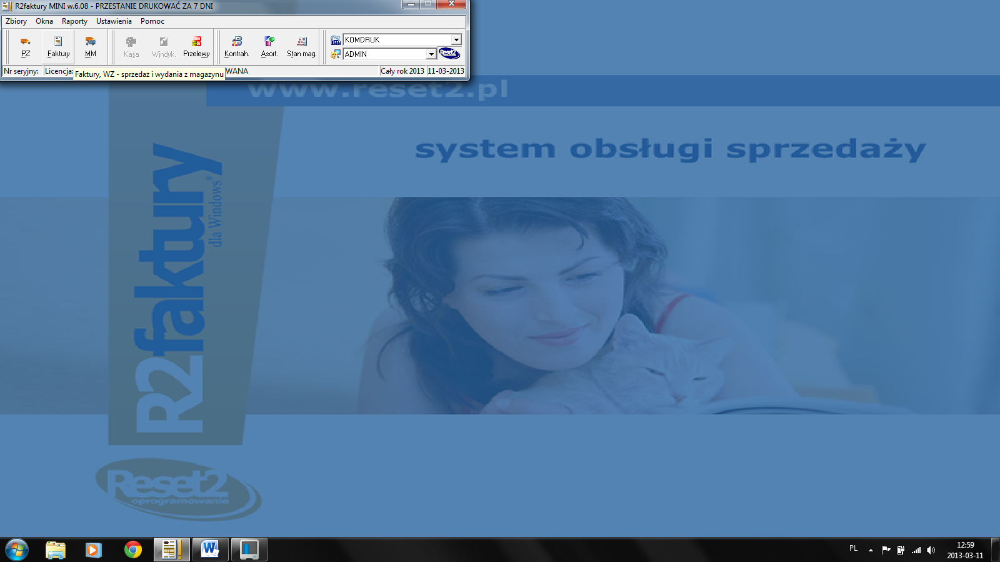 R2faktury MINI w.6.08 - PRZESTANIE DRUKOWAĆ ZA 7 DNI
Zbiory Okna Raporty Ustawienia Pomoc
PZ Faktury MM Kasa Windyk. Przelewy Kontrah. Asort. Stan mag.
KOMDRUK
ADMIN
Nr seryjny: Licencja: WANA Cały rok 2013 11-03-2013
Faktury, WZ - sprzedaż i wydania z magazynu
www.reset2.pl
system obsługi sprzedaży
R2faktury
dla Windows®
Reset2
oprogramowanie
PL
12:59
2013-03-11